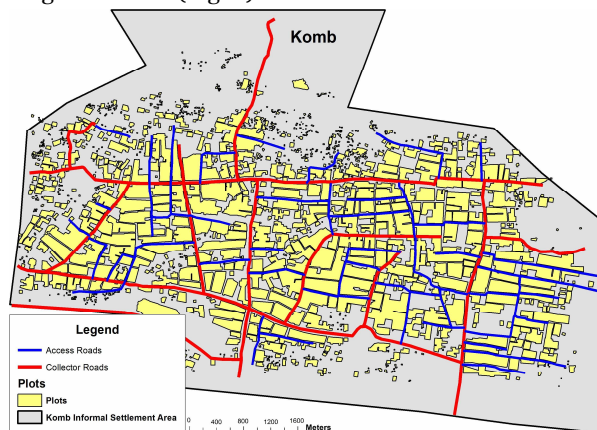 Komb
Legend
Access Roads
Collector Roads
Plots
Plots
Komb Informal Settlement Area
0 400 800 1200 1600
Meters